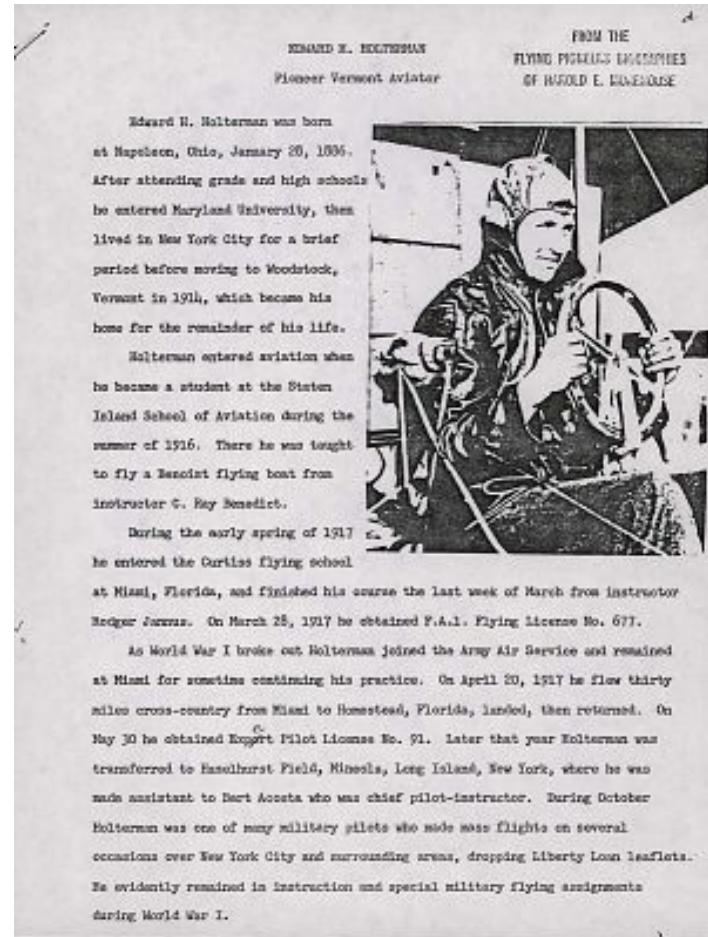 EDWARD H. HOLTERMAN
Pioneer Vermont Aviator
FROM THE
FLYING PIONEERS BIOGRAPHIES
OF HAROLD E. MOREHOUSE
Edward H. Holterman was born
at Napoleon, Ohio, January 28, 1886.
After attending grade and high schools
he entered Maryland University, then
lived in New York City for a brief
period before moving to Woodstock,
Vermont in 1914, which became his
home for the remainder of his life.
Holterman entered aviation when
he became a student at the Staten
Island School of Aviation during the
summer of 1916. There he was taught
to fly a Benoist flying boat from
instructor C. Ray Benedict.
During the early spring of 1917
he entered the Curtiss flying school
at Miami, Florida, and finished his course the last week of March from instructor
Rodger Jannus. On March 28, 1917 he obtained F.A.I. Flying License No. 677.
As World War I broke out Holterman joined the Army Air Service and remained
at Miami for sometime continuing his practice. On April 20, 1917 he flew thirty
miles cross-country from Miami to Homestead, Florida, landed, then returned. On
May 30 he obtained Expert Pilot License No. 91. Later that year Holterman was
transferred to Hazelhurst Field, Mineola, Long Island, New York, where he was
made assistant to Bert Acosta who was chief pilot-instructor. During October
Holterman was one of many military pilots who made mass flights on several
occasions over New York City and surrounding areas, dropping Liberty Loan leaflets.
He evidently remained in instruction and special military flying assignments
during World War I.